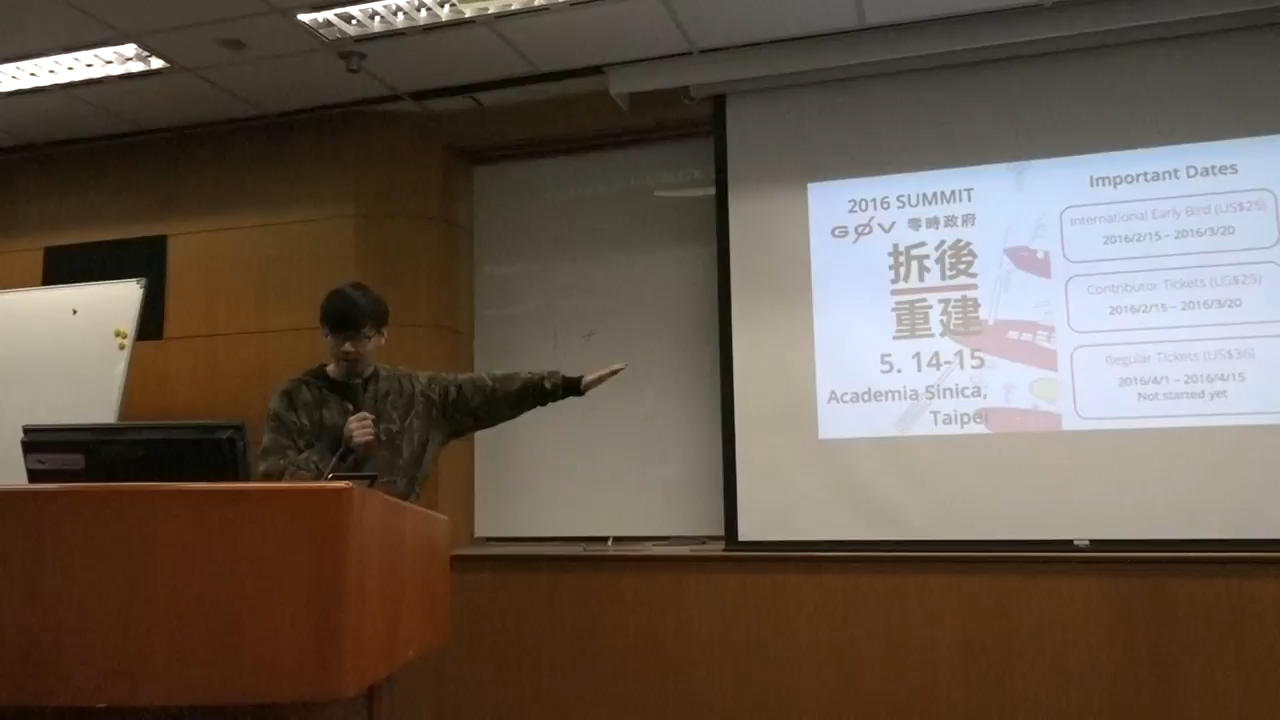 2016 SUMMIT
GØV 零時政府
拆後
重建
5. 14-15
Academia Sinica,
Taipei
Important Dates
International Early Bird (US$25)
2016/2/15 – 2016/3/20
Contributor Tickets (US$25)
2016/2/15 – 2016/3/20
Regular Tickets (US$36)
2016/4/1 – 2016/4/15
Not started yet